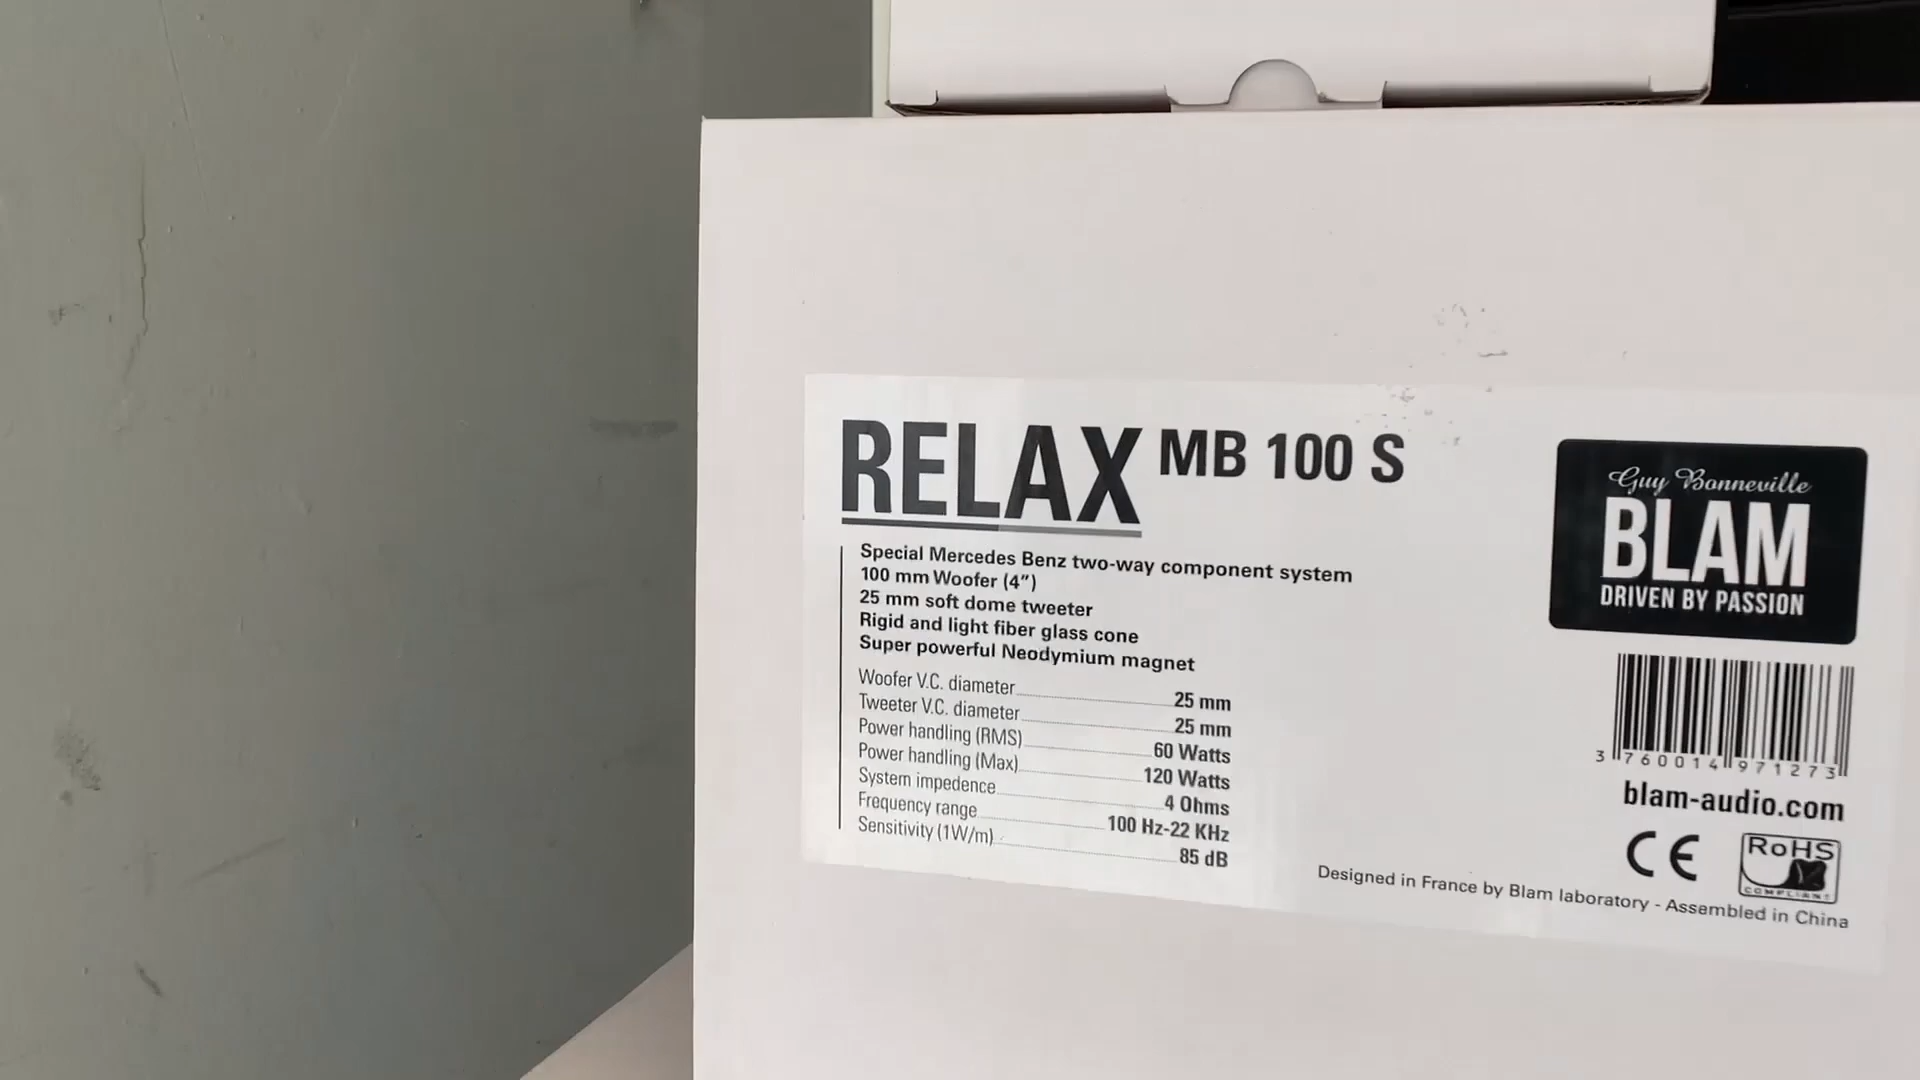 RELAX MB 100 S
Special Mercedes Benz two-way component system
100 mm Woofer (4”)
25 mm soft dome tweeter
Rigid and light fiber glass cone
Super powerful Neodymium magnet
Woofer V.C. diameter 25 mm
Tweeter V.C. diameter 25 mm
Power handling (RMS) 60 Watts
Power handling (Max) 120 Watts
System impedence 4 Ohms
Frequency range 100 Hz-22 KHz
Sensitivity (1W/m) 85 dB
Guy Bonneville
BLAM
DRIVEN BY PASSION
3 760014 971273
blam-audio.com
CE
RoHS
COMPLIANT
Designed in France by Blam laboratory - Assembled in China